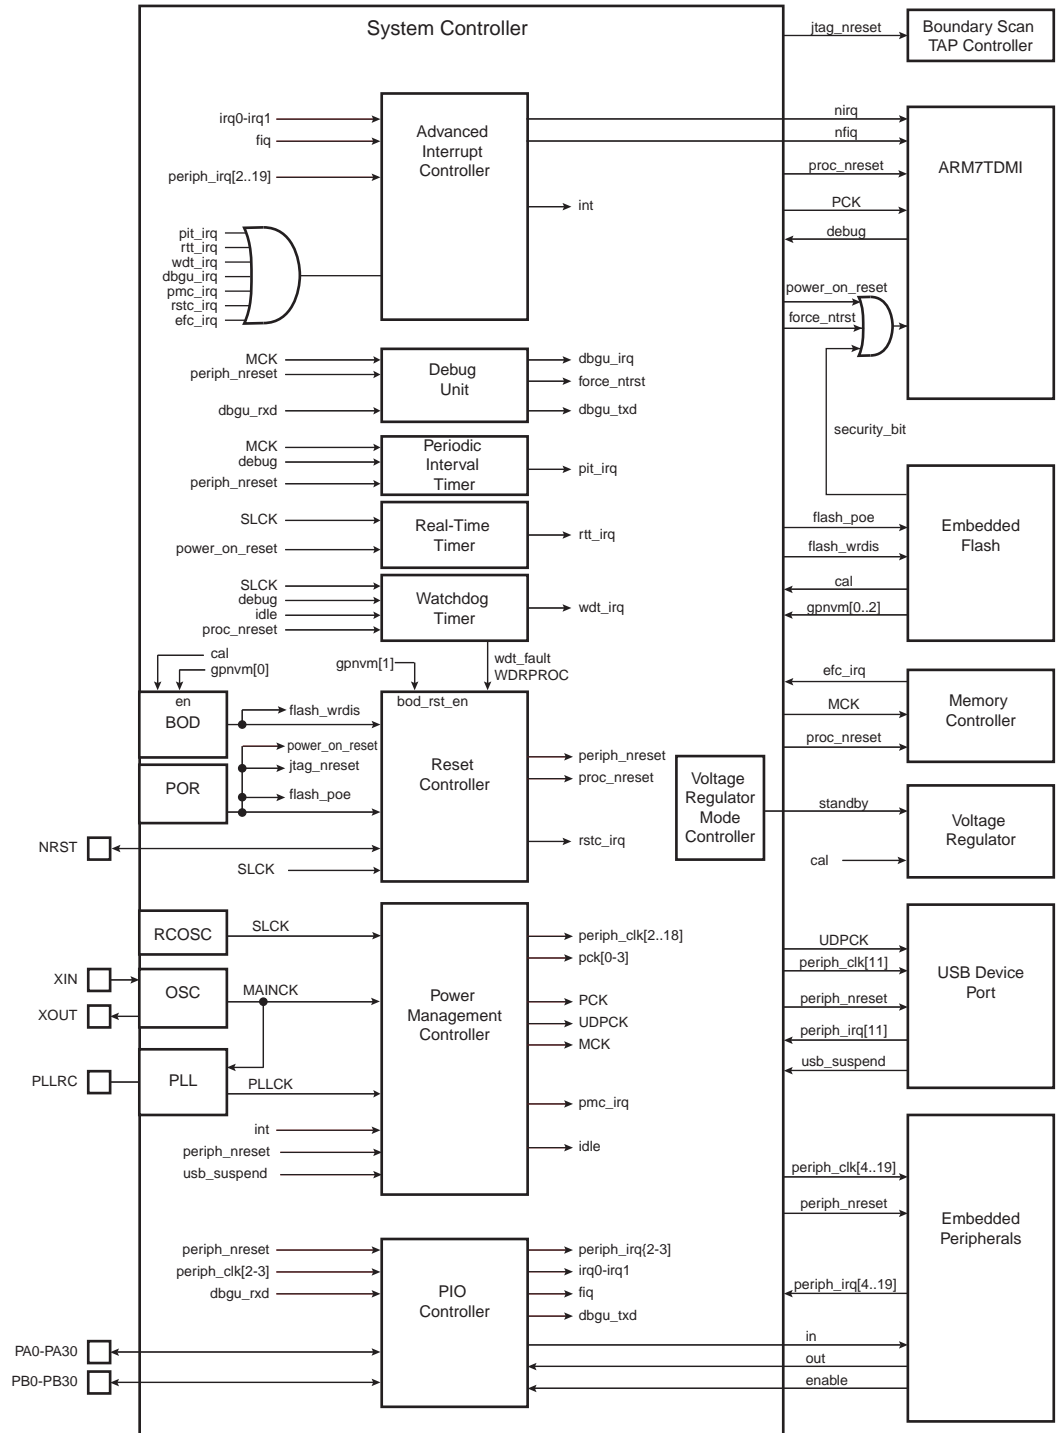 System Controller
jtag_nreset
Boundary Scan
TAP Controller
irq0-irq1
fiq
periph_irq[2..19]
Advanced
Interrupt
Controller
int
nirq
nfiq
proc_nreset
PCK
debug
ARM7TDMI
pit_irq
rtt_irq
wdt_irq
dbgu_irq
pmc_irq
rstc_irq
efc_irq
power_on_reset
force_ntrst
security_bit
MCK
periph_nreset
dbgu_rxd
Debug
Unit
dbgu_irq
force_ntrst
dbgu_txd
MCK
debug
periph_nreset
Periodic
Interval
Timer
pit_irq
SLCK
power_on_reset
Real-Time
Timer
rtt_irq
flash_poe
flash_wrdis
cal
gpnvm[0..2]
Embedded
Flash
SLCK
debug
idle
proc_nreset
Watchdog
Timer
wdt_irq
cal
gpnvm[0]
gpnvm[1]
wdt_fault
WDRPROC
en
BOD
flash_wrdis
bod_rst_en
power_on_reset
jtag_nreset
flash_poe
POR
Reset
Controller
periph_nreset
proc_nreset
rstc_irq
NRST
SLCK
efc_irq
MCK
proc_nreset
Memory
Controller
Voltage
Regulator
Mode
Controller
standby
cal
Voltage
Regulator
RCOSC
SLCK
XIN
XOUT
OSC
MAINCK
PLLRC
PLL
PLLCK
int
periph_nreset
usb_suspend
Power
Management
Controller
periph_clk[2..18]
pck[0-3]
PCK
UDPCK
MCK
pmc_irq
idle
UDPCK
periph_clk[11]
periph_nreset
periph_irq[11]
usb_suspend
USB Device
Port
periph_clk[4..19]
periph_nreset
periph_irq[4..19]
Embedded
Peripherals
periph_nreset
periph_clk[2-3]
dbgu_rxd
PIO
Controller
periph_irq{2-3]
irq0-irq1
fiq
dbgu_txd
PA0-PA30
PB0-PB30
in
out
enable